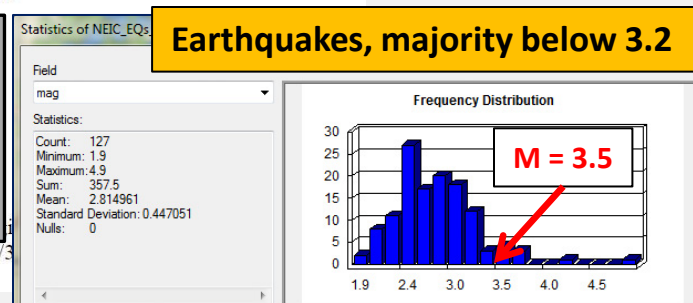 Statistics of NEIC_EQs_
Earthquakes, majority below 3.2
Field
mag
Statistics:
Count: 127
Minimum: 1.9
Maximum: 4.9
Sum: 357.5
Mean: 2.814961
Standard Deviation: 0.447051
Nulls: 0
Frequency Distribution
30
25
20
15
10
5
0
M = 3.5
1.9 2.4 3.0 3.5 4.0 4.5